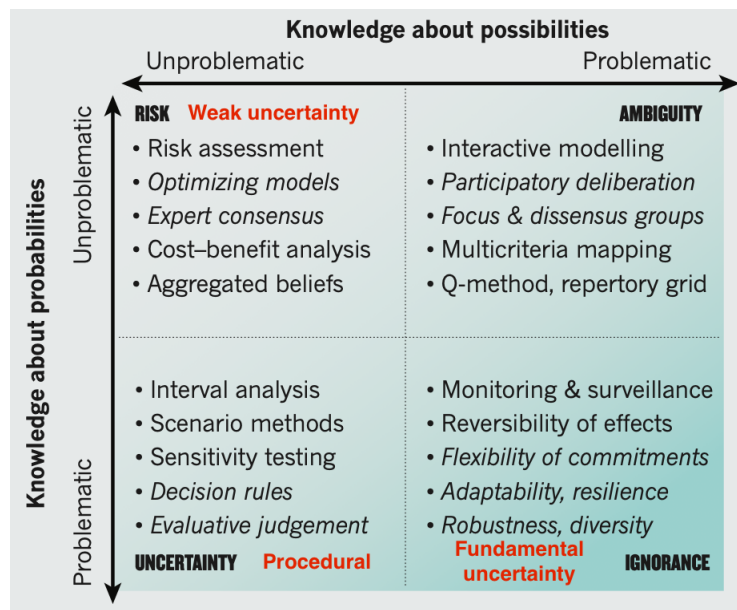 Knowledge about possibilities
Unproblematic
Problematic
Knowledge about probabilities
Unproblematic
Problematic
RISK Weak uncertainty
• Risk assessment
• Optimizing models
• Expert consensus
• Cost–benefit analysis
• Aggregated beliefs
AMBIGUITY
• Interactive modelling
• Participatory deliberation
• Focus & dissensus groups
• Multicriteria mapping
• Q-method, repertory grid
• Interval analysis
• Scenario methods
• Sensitivity testing
• Decision rules
• Evaluative judgement
UNCERTAINTY Procedural
• Monitoring & surveillance
• Reversibility of effects
• Flexibility of commitments
• Adaptability, resilience
• Robustness, diversity
Fundamental
uncertainty
IGNORANCE